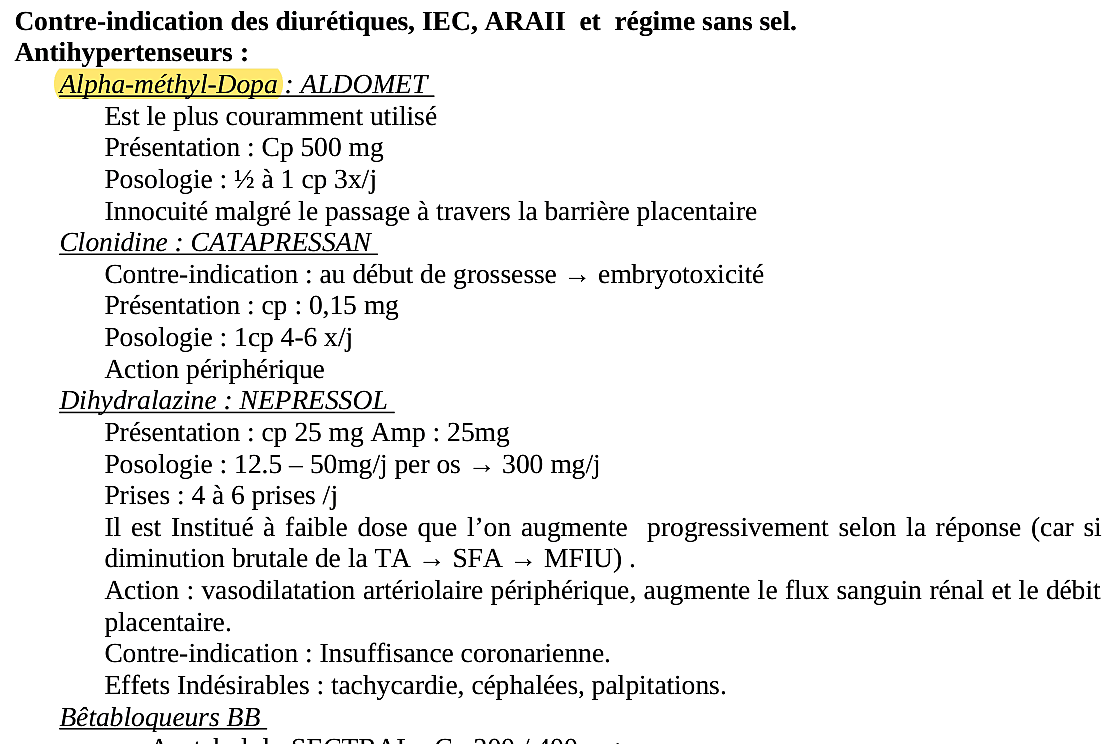 Contre-indication des diurétiques, IEC, ARAII et régime sans sel.
Antihypertenseurs :
Alpha-méthyl-Dopa : ALDOMET
Est le plus couramment utilisé
Présentation : Cp 500 mg
Posologie : ½ à 1 cp 3x/j
Innocuité malgré le passage à travers la barrière placentaire
Clonidine : CATAPRESSAN
Contre-indication : au début de grossesse → embryotoxicité
Présentation : cp : 0,15 mg
Posologie : 1cp 4-6 x/j
Action périphérique
Dihydralazine : NEPRESSOL
Présentation : cp 25 mg Amp : 25mg
Posologie : 12.5 – 50mg/j per os → 300 mg/j
Prises : 4 à 6 prises /j
Il est Institué à faible dose que l’on augmente progressivement selon la réponse (car si
diminution brutale de la TA → SFA → MFIU) .
Action : vasodilatation artériolaire périphérique, augmente le flux sanguin rénal et le débit
placentaire.
Contre-indication : Insuffisance coronarienne.
Effets Indésirables : tachycardie, céphalées, palpitations.
Bêtabloqueurs BB